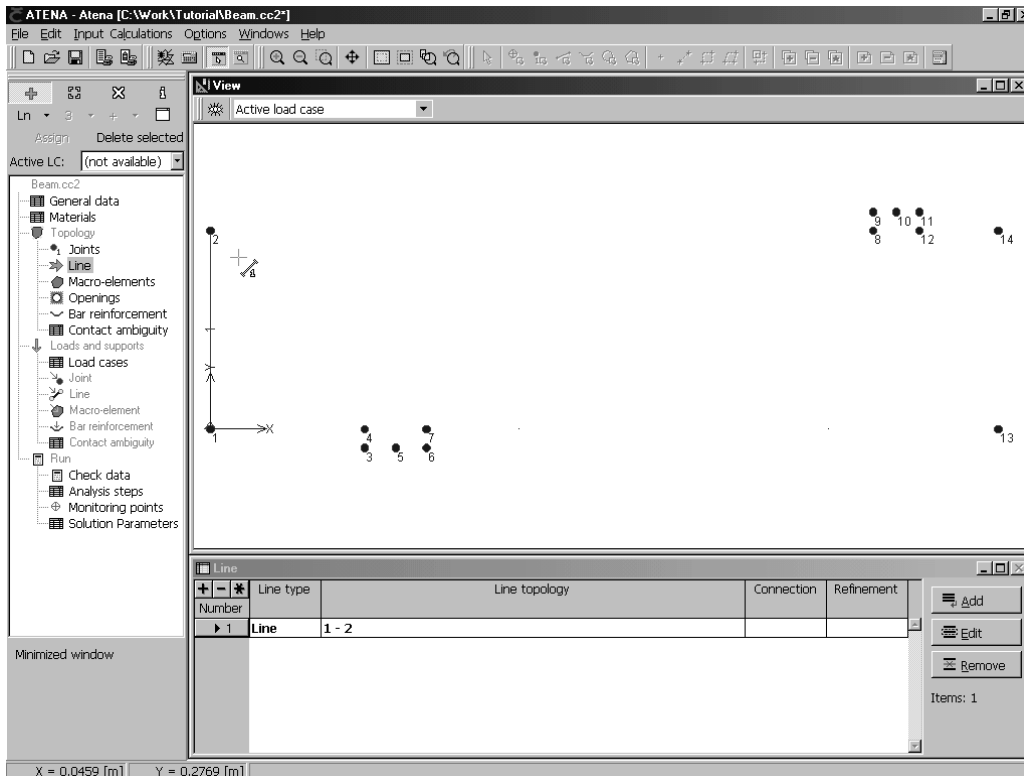 ATENA - Atena [C:\Work\Tutorial\Beam.cc2*]
File Edit Input Calculations Options Windows Help
Ln 3
Assign Delete selected
Active LC: (not available)
Beam.cc2
General data
Materials
Topology
Joints
Line
Macro-elements
Openings
Bar reinforcement
Contact ambiguity
Loads and supports
Load cases
Joint
Line
Macro-element
Bar reinforcement
Contact ambiguity
Run
Check data
Analysis steps
Monitoring points
Solution Parameters
Minimized window
View
Active load case
9 10 11
2 8 12 14
Y
X
1 4 7 13
3 5 6
Line
Number Line type Line topology Connection Refinement
1 Line 1 - 2
Add
Edit
Remove
Items: 1
X = 0.0459 [m] Y = 0.2769 [m]